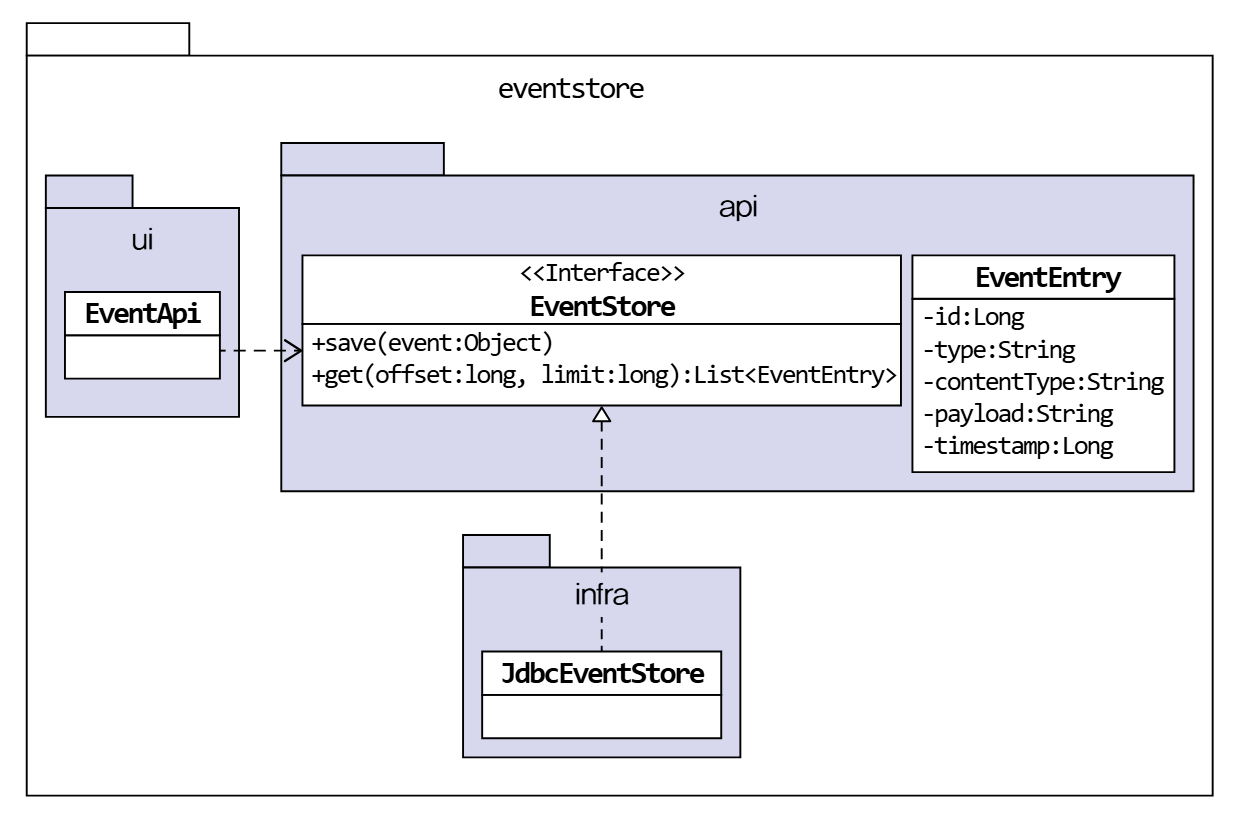 eventstore
ui
EventApi
api
<<Interface>>
EventStore
+save(event:Object)
+get(offset:long, limit:long):List<EventEntry>
EventEntry
-id:Long
-type:String
-contentType:String
-payload:String
-timestamp:Long
infra
JdbcEventStore